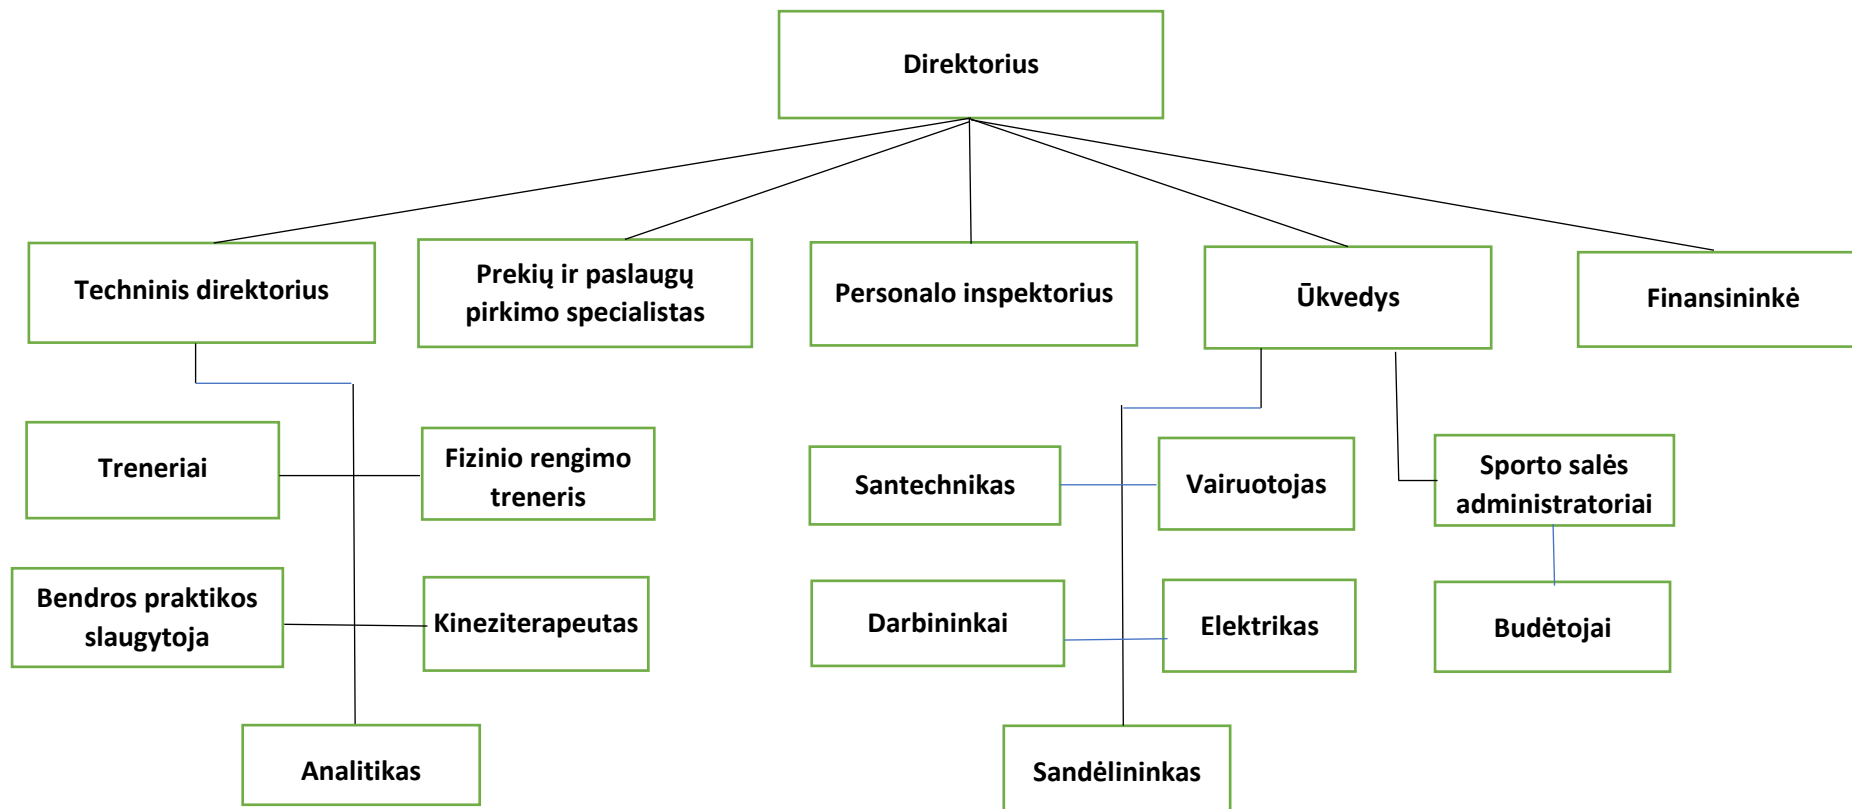 Direktorius
Techninis direktorius
Prekių ir paslaugų
pirkimo specialistas
Personalo inspektorius
Ūkvedys
Finansininkė
Treneriai
Fizinio rengimo
treneris
Santechnikas
Vairuotojas
Sporto salės
administratoriai
Bendros praktikos
slaugytoja
Kineziterapeutas
Darbininkai
Elektrikas
Budėtojai
Analitikas
Sandėlininkas